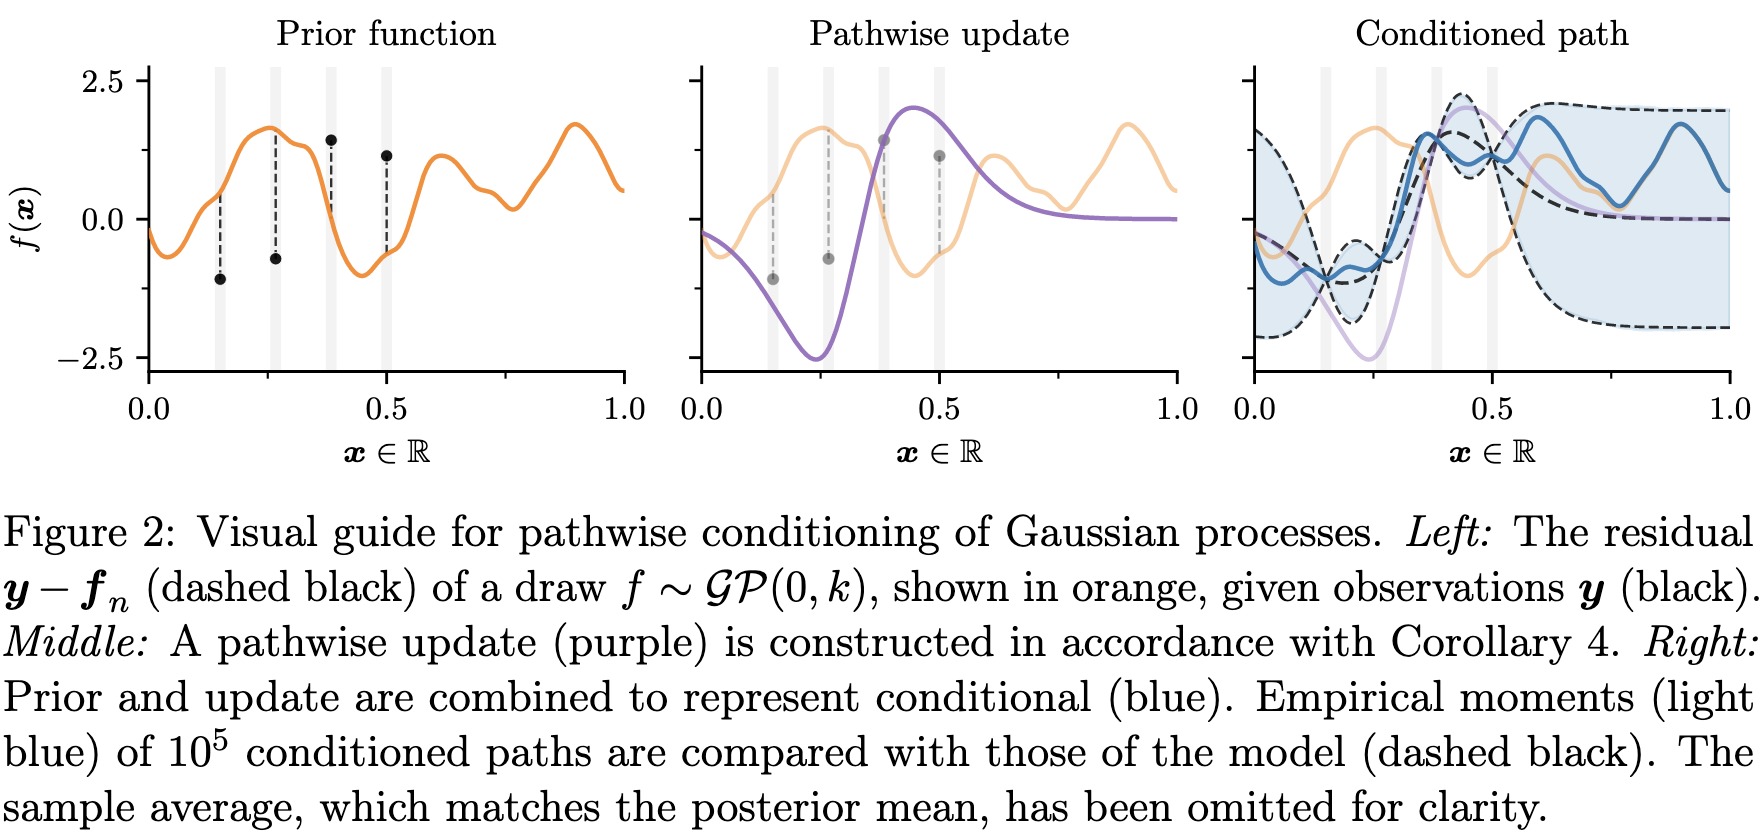 Prior function
Pathwise update
Conditioned path
2.5
0.0
−2.5
f(x)
0.0 0.5 1.0
0.0 0.5 1.0
0.0 0.5 1.0
x ∈ ℝ
x ∈ ℝ
x ∈ ℝ
Figure 2: Visual guide for pathwise conditioning of Gaussian processes. Left: The residual
y − fₙ (dashed black) of a draw f ∼ 𝒢𝒫(0, k), shown in orange, given observations y (black).
Middle: A pathwise update (purple) is constructed in accordance with Corollary 4. Right:
Prior and update are combined to represent conditional (blue). Empirical moments (light
blue) of 10⁵ conditioned paths are compared with those of the model (dashed black). The
sample average, which matches the posterior mean, has been omitted for clarity.